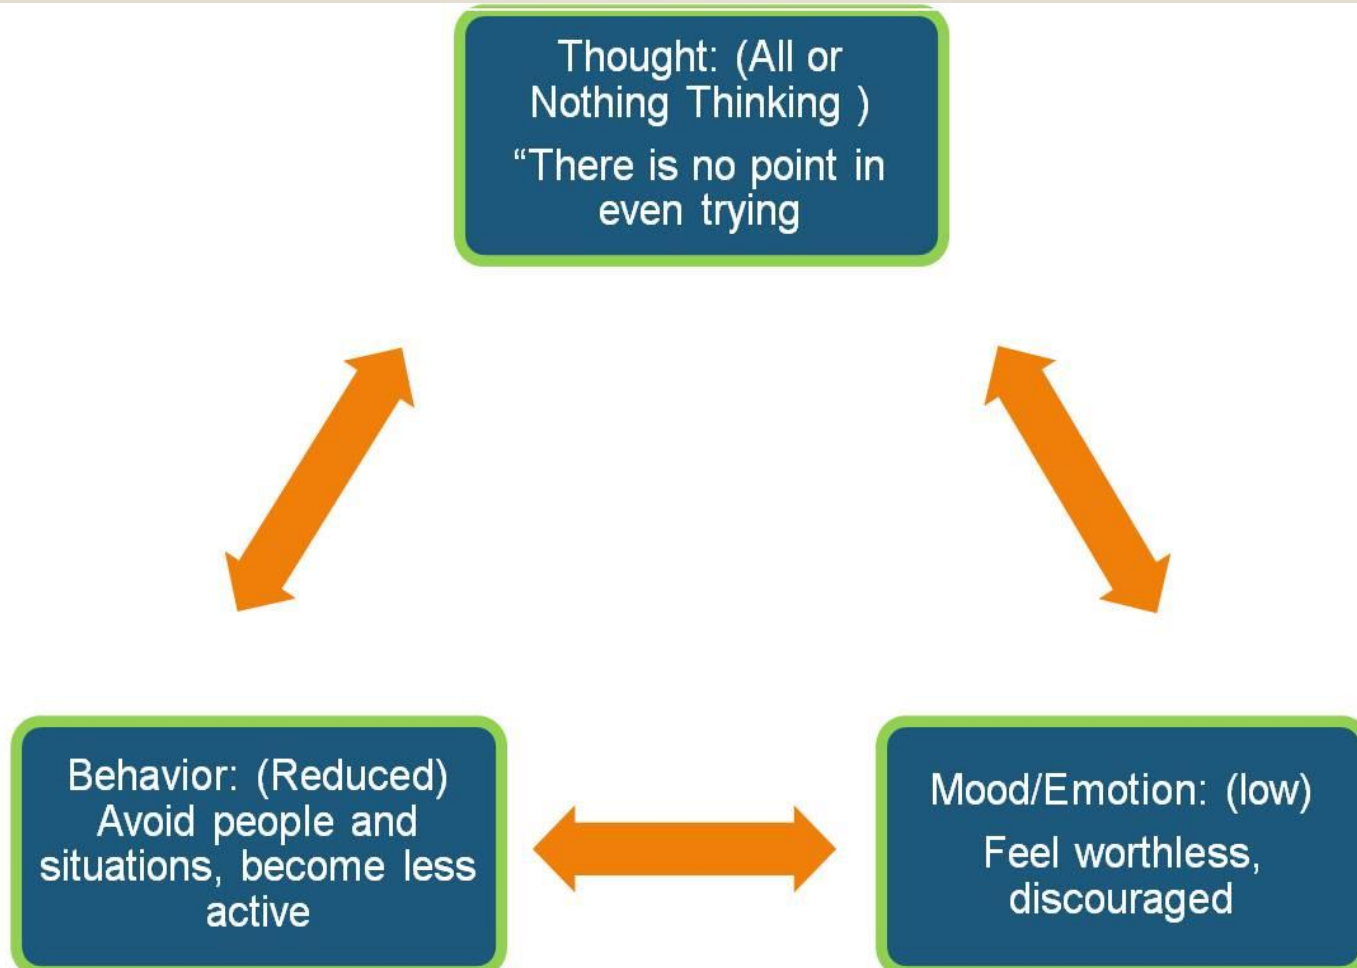 Thought: (All or
Nothing Thinking )
“There is no point in
even trying
Behavior: (Reduced)
Avoid people and
situations, become less
active
Mood/Emotion: (low)
Feel worthless,
discouraged